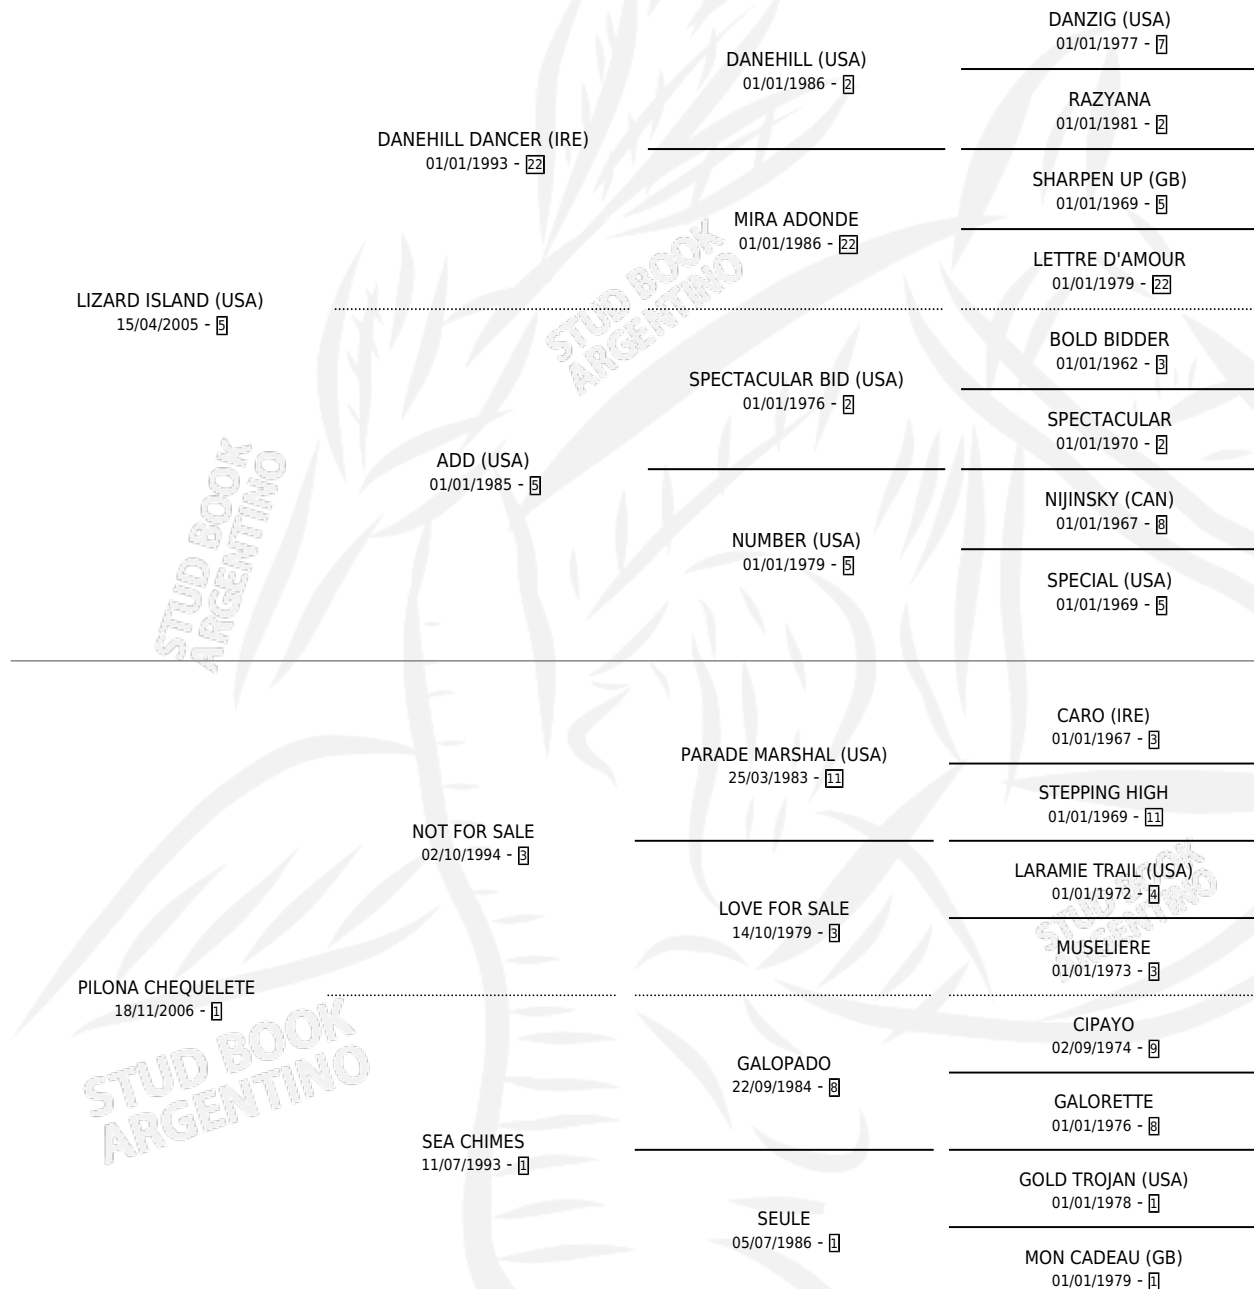 DANZIG (USA)
01/01/1977 - 7
DANEHILL (USA)
01/01/1986 - 2
RAZYANA
01/01/1981 - 2
DANEHILL DANCER (IRE)
01/01/1993 - 22
SHARPEN UP (GB)
01/01/1969 - 5
MIRA ADONDE
01/01/1986 - 22
LETTRE D'AMOUR
01/01/1979 - 22
LIZARD ISLAND (USA)
15/04/2005 - 5
BOLD BIDDER
01/01/1962 - 3
SPECTACULAR BID (USA)
01/01/1976 - 2
SPECTACULAR
01/01/1970 - 2
ADD (USA)
01/01/1985 - 5
NIJINSKY (CAN)
01/01/1967 - 8
NUMBER (USA)
01/01/1979 - 5
SPECIAL (USA)
01/01/1969 - 5
CARO (IRE)
01/01/1967 - 3
PARADE MARSHAL (USA)
25/03/1983 - 11
STEPPING HIGH
01/01/1969 - 11
NOT FOR SALE
02/10/1994 - 3
LARAMIE TRAIL (USA)
01/01/1972 - 4
LOVE FOR SALE
14/10/1979 - 3
MUSELIERE
01/01/1973 - 3
PILONA CHEQUELETE
18/11/2006 - 1
CIPAYO
02/09/1974 - 9
GALOPADO
22/09/1984 - 8
GALORETTE
01/01/1976 - 8
SEA CHIMES
11/07/1993 - 1
GOLD TROJAN (USA)
01/01/1978 - 1
SEULE
05/07/1986 - 1
MON CADEAU (GB)
01/01/1979 - 1
STUD BOOK
ARGENTINO
STUD BOOK
ARGENTINO
STUD BOOK
ARGENTINO
STUD BOOK
ARGENTINO